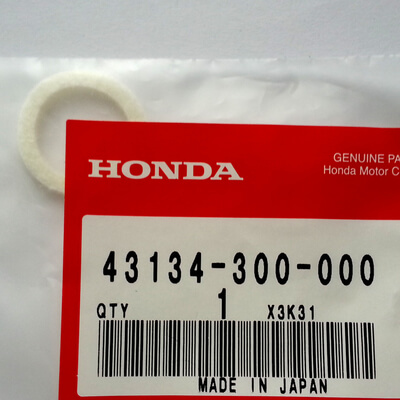 HONDA
GENUINE PA
Honda Motor C
43134-300-000
QTY 1 X3K31
MADE IN JAPAN